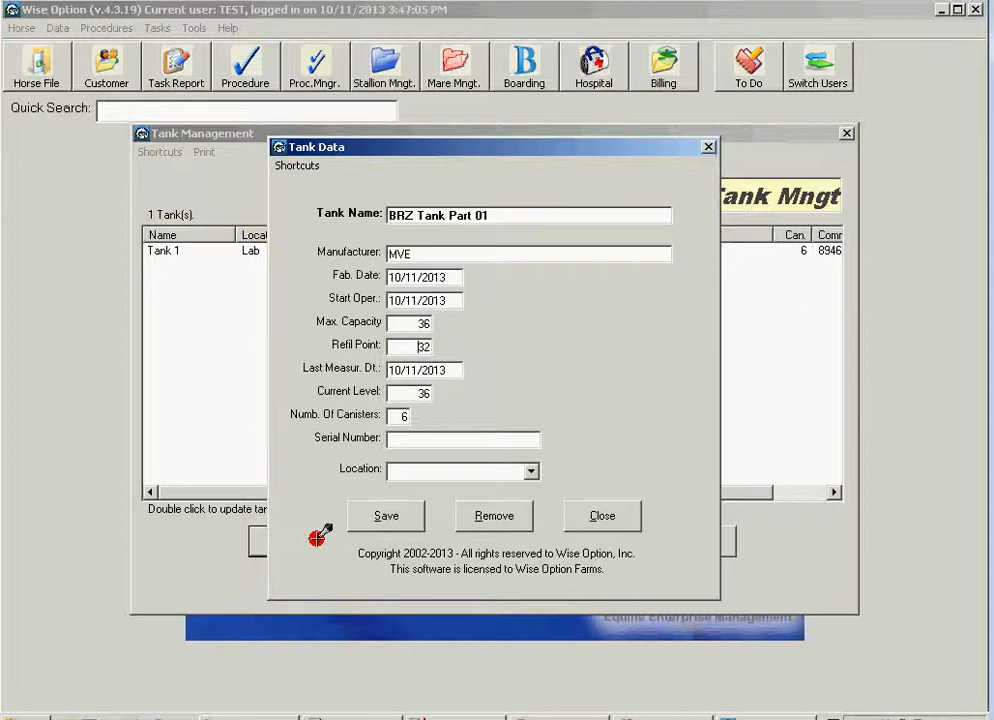 Wise Option (v.4.3.19) Current user: TEST, logged in on 10/11/2013 3:47:05 PM
Horse Data Procedures Tasks Tools Help
Horse File Customer Task Report Procedure Proc.Mngr. Stallion Mngt. Mare Mngt. Boarding Hospital Billing To Do Switch Users
Quick Search:
Tank Management
Shortcuts Print
Tank Mngt
1 Tank(s).
Name Locat Can. Comr
Tank 1 Lab 6 8946
Double click to update tar
Tank Data
Shortcuts
Tank Name: BRZ Tank Part 01
Manufacturer: MVE
Fab. Date: 10/11/2013
Start Oper.: 10/11/2013
Max. Capacity 36
Refil Point: 32
Last Measur. Dt.: 10/11/2013
Current Level: 36
Numb. Of Canisters: 6
Serial Number:
Location:
Save Remove Close
Copyright 2002-2013 - All rights reserved to Wise Option, Inc.
This software is licensed to Wise Option Farms.
Equine Enterprise Management